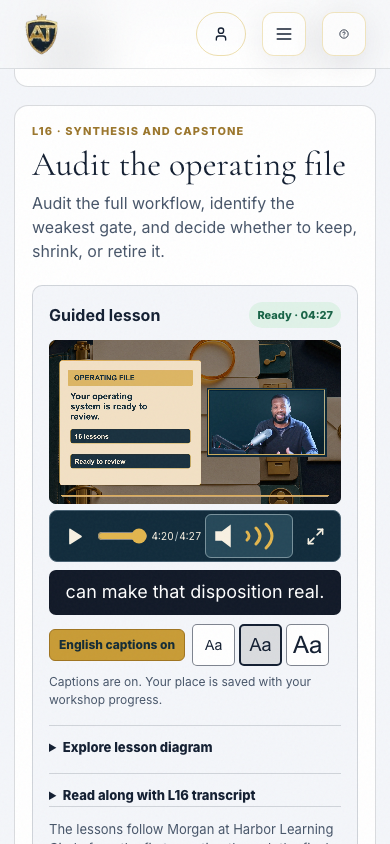 AT
L16 · SYNTHESIS AND CAPSTONE
Audit the operating file
Audit the full workflow, identify the
weakest gate, and decide whether to keep,
shrink, or retire it.
Guided lesson
Ready · 04:27
OPERATING FILE
Your operating
system is ready to
review.
16 lessons
Ready to review
4:20/4:27
can make that disposition real.
English captions on
Aa
Aa
Aa
Captions are on. Your place is saved with your
workshop progress.
Explore lesson diagram
Read along with L16 transcript
The lessons follow Morgan at Harbor Learning